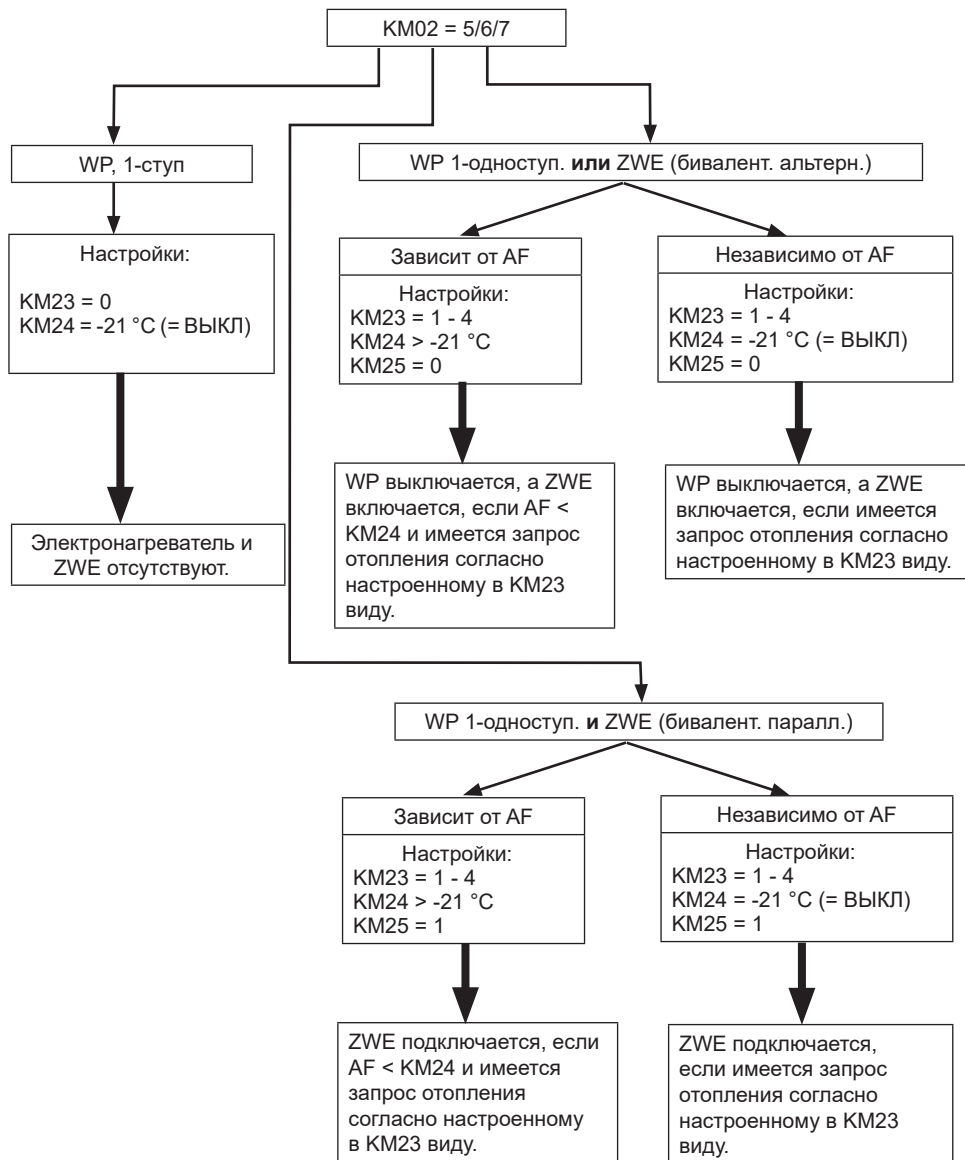 KM02 = 5/6/7
WP, 1-ступ
Настройки:
KM23 = 0
KM24 = -21 °C (= ВЫКЛ)
Электронагреватель и
ZWE отсутствуют.
WP 1-одноступ. или ZWE (бивалент. альтерн.)
Зависит от AF
Настройки:
KM23 = 1 - 4
KM24 > -21 °C
KM25 = 0
WP выключается, а ZWE
включается, если AF <
KM24 и имеется запрос
отопления согласно
настроенному в KM23
виду.
Независимо от AF
Настройки:
KM23 = 1 - 4
KM24 = -21 °C (= ВЫКЛ)
KM25 = 0
WP выключается, а ZWE
включается, если имеется
запрос отопления согласно
настроенному в KM23 виду.
WP 1-одноступ. и ZWE (бивалент. паралл.)
Зависит от AF
Настройки:
KM23 = 1 - 4
KM24 > -21 °C
KM25 = 1
ZWE подключается, если
AF < KM24 и имеется
запрос отопления
согласно настроенному
в KM23 виду.
Независимо от AF
Настройки:
KM23 = 1 - 4
KM24 = -21 °C (= ВЫКЛ)
KM25 = 1
ZWE подключается,
если имеется запрос
отопления согласно
настроенному в KM23
виду.